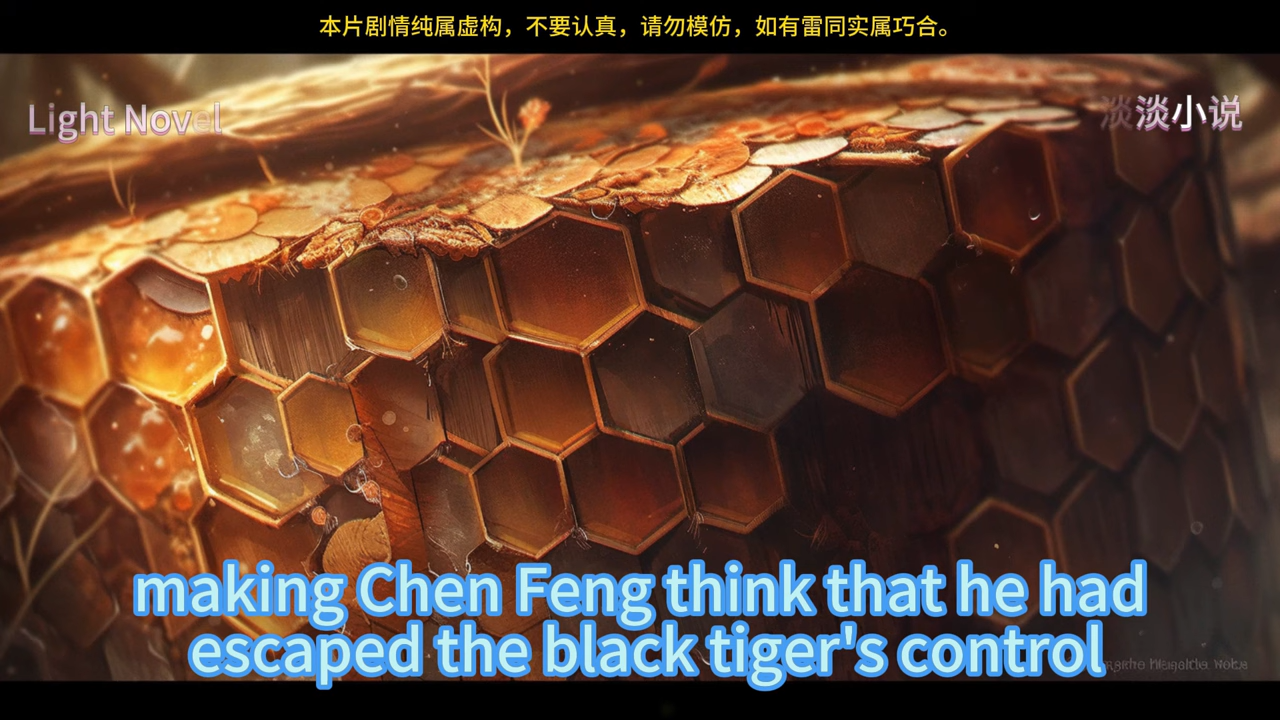 本片剧情纯属虚构，不要认真，请勿模仿，如有雷同实属巧合。
Light Novel
淡淡小说
making Chen Feng think that he had
escaped the black tiger's control